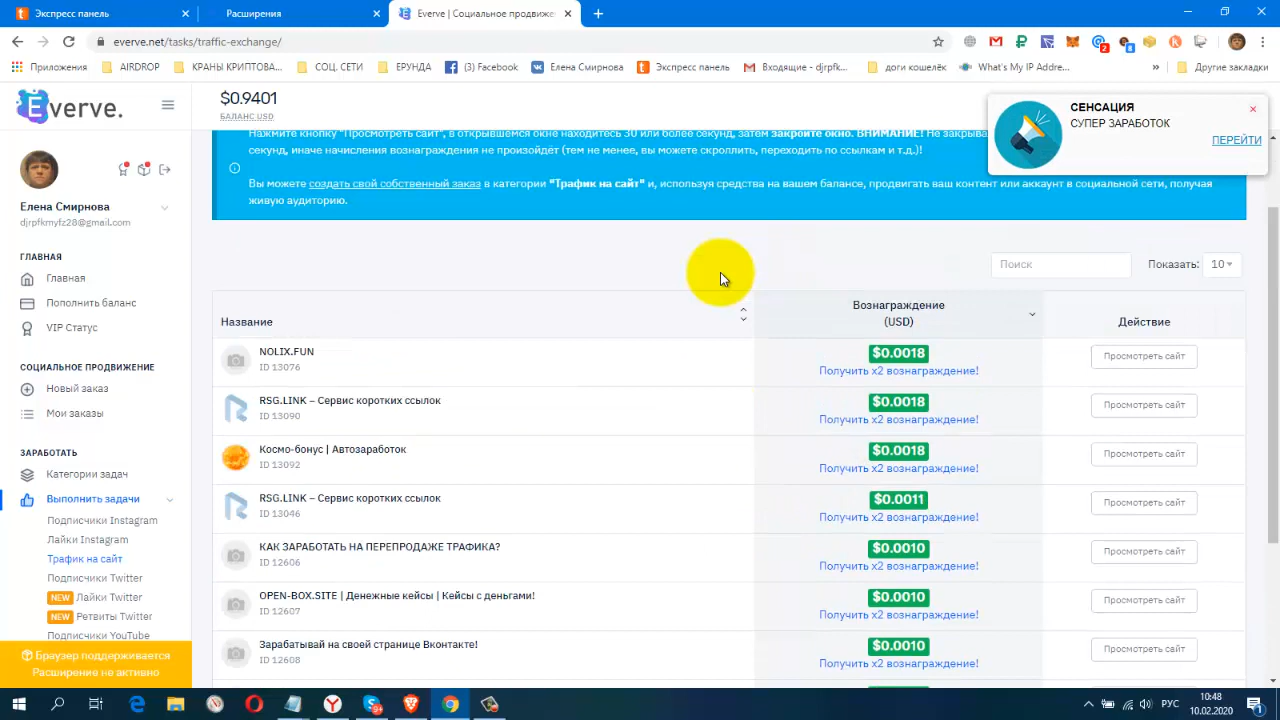 Экспресс панель
Расширения
Everve | Социальное продвиже
everve.net/tasks/traffic-exchange/
2
8
Приложения
AIRDROP
КРАНЫ КРИПТОВА...
СОЦ. СЕТИ
ЕРУНДА
(3) Facebook
Елена Смирнова
Экспресс панель
Входящие - djrpfk...
доги кошелёк
What's My IP Addre...
»
Другие закладки
Everve.
$0.9401
БАЛАНС USD
СЕНСАЦИЯ
СУПЕР ЗАРАБОТОК
ПЕРЕЙТИ
Нажмите кнопку "Просмотреть сайт", в открывшемся окне находитесь 30 или более секунд, затем закройте окно. ВНИМАНИЕ! Не закрыва
секунд, иначе начисления вознаграждения не произойдёт (тем не менее, вы можете скроллить, переходить по ссылкам и т.д.)!
Вы можете создать свой собственный заказ в категории "Трафик на сайт" и, используя средства на вашем балансе, продвигать ваш контент или аккаунт в социальной сети, получая
живую аудиторию.
Елена Смирнова
djrpfkmyfz28@gmail.com
ГЛАВНАЯ
Главная
Пополнить баланс
VIP Статус
СОЦИАЛЬНОЕ ПРОДВИЖЕНИЕ
Новый заказ
Мои заказы
ЗАРАБОТАТЬ
Категории задач
Выполнить задачи
Подписчики Instagram
Лайки Instagram
Трафик на сайт
Подписчики Twitter
NEW Лайки Twitter
NEW Ретвиты Twitter
Подписчики YouTube
Браузер поддерживается
Расширение не активно
Поиск
Показать: 10
Название
Вознаграждение
(USD)
Действие
NOLIX.FUN
ID 13076
$0.0018
Получить x2 вознаграждение!
Просмотреть сайт
RSG.LINK – Сервис коротких ссылок
ID 13090
$0.0018
Получить x2 вознаграждение!
Просмотреть сайт
Космо-бонус | Автозаработок
ID 13092
$0.0018
Получить x2 вознаграждение!
Просмотреть сайт
RSG.LINK – Сервис коротких ссылок
ID 13046
$0.0011
Получить x2 вознаграждение!
Просмотреть сайт
КАК ЗАРАБОТАТЬ НА ПЕРЕПРОДАЖЕ ТРАФИКА?
ID 12606
$0.0010
Получить x2 вознаграждение!
Просмотреть сайт
OPEN-BOX.SITE | Денежные кейсы | Кейсы с деньгами!
ID 12607
$0.0010
Получить x2 вознаграждение!
Просмотреть сайт
Зарабатывай на своей странице Вконтакте!
ID 12608
$0.0010
Получить x2 вознаграждение!
Просмотреть сайт
РУС
10:48
10.02.2020
1